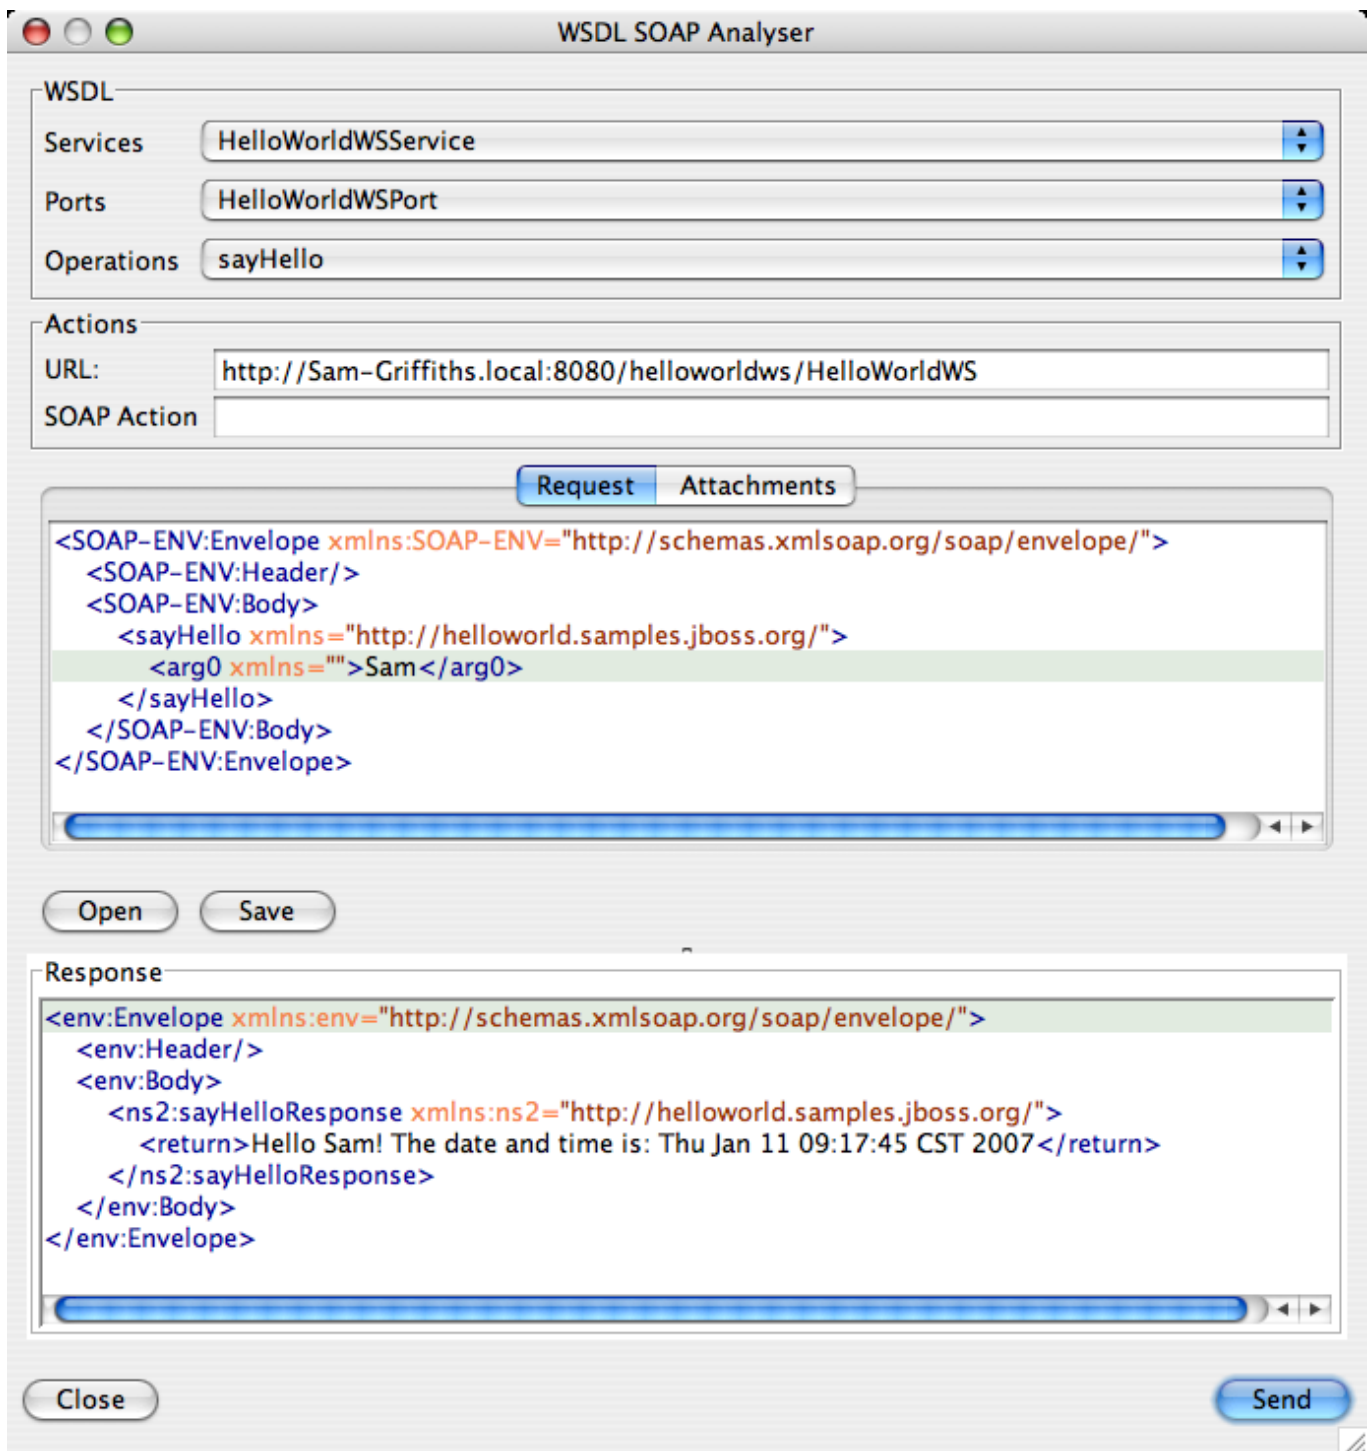 WSDL SOAP Analyser
WSDL
Services HelloWorldWSService
Ports HelloWorldWSPort
Operations sayHello
Actions
URL: http://Sam-Griffiths.local:8080/helloworldws/HelloWorldWS
SOAP Action
Request Attachments
<SOAP-ENV:Envelope xmlns:SOAP-ENV="http://schemas.xmlsoap.org/soap/envelope/">
<SOAP-ENV:Header/>
<SOAP-ENV:Body>
<sayHello xmlns="http://helloworld.samples.jboss.org/">
<arg0 xmlns="">Sam</arg0>
</sayHello>
</SOAP-ENV:Body>
</SOAP-ENV:Envelope>
Open Save
Response
<env:Envelope xmlns:env="http://schemas.xmlsoap.org/soap/envelope/">
<env:Header/>
<env:Body>
<ns2:sayHelloResponse xmlns:ns2="http://helloworld.samples.jboss.org/">
<return>Hello Sam! The date and time is: Thu Jan 11 09:17:45 CST 2007</return>
</ns2:sayHelloResponse>
</env:Body>
</env:Envelope>
Close Send